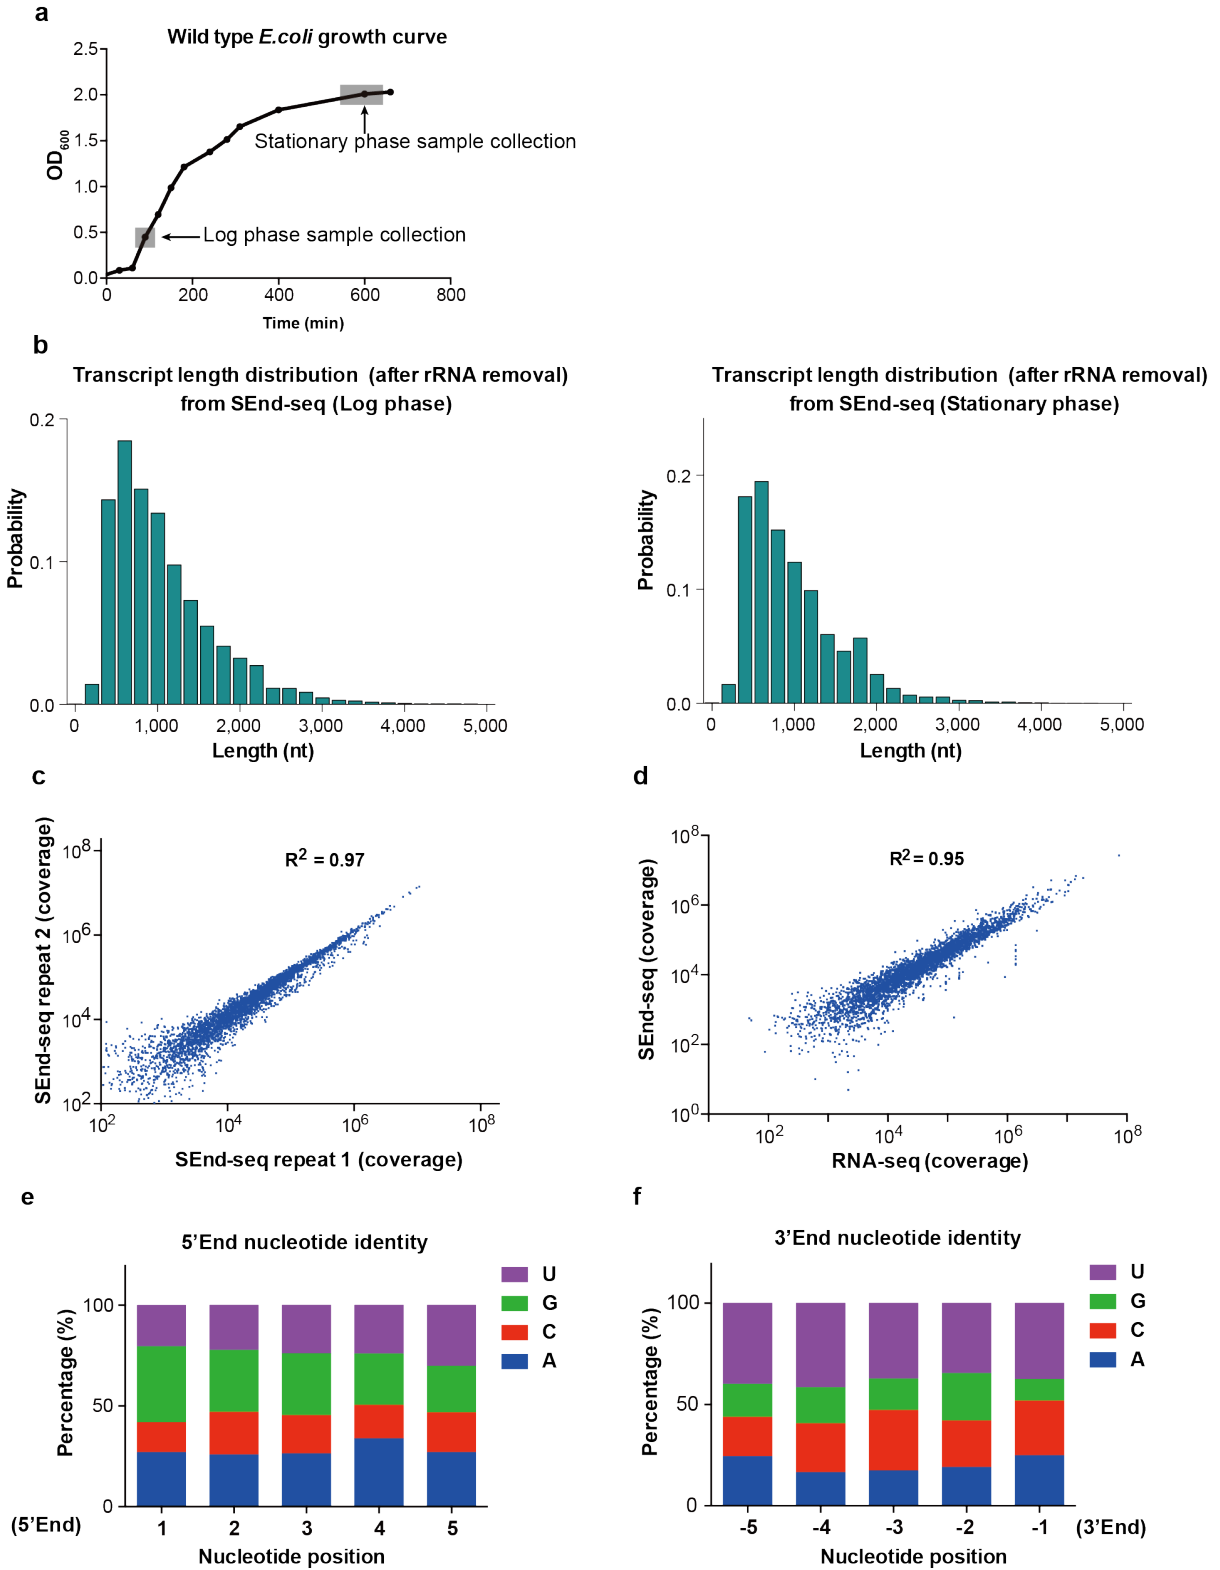 a
Wild type E.coli growth curve
2.5
2.0
1.5
1.0
0.5
0.0
OD600
Stationary phase sample collection
Log phase sample collection
0 200 400 600 800
Time (min)
b
Transcript length distribution (after rRNA removal)
from SEnd-seq (Log phase)
0.2
0.1
0.0
Probability
0 1,000 2,000 3,000 4,000 5,000
Length (nt)
Transcript length distribution (after rRNA removal)
from SEnd-seq (Stationary phase)
0.2
0.1
0.0
Probability
0 1,000 2,000 3,000 4,000 5,000
Length (nt)
c
R2 = 0.97
10^8
10^6
10^4
10^2
SEnd-seq repeat 2 (coverage)
10^2 10^4 10^6 10^8
SEnd-seq repeat 1 (coverage)
d
R2 = 0.95
10^8
10^6
10^4
10^2
10^0
SEnd-seq (coverage)
10^2 10^4 10^6 10^8
RNA-seq (coverage)
e
5’End nucleotide identity
U
G
C
A
100
50
0
Percentage (%)
(5’End) 1 2 3 4 5
Nucleotide position
f
3’End nucleotide identity
U
G
C
A
100
50
0
Percentage (%)
-5 -4 -3 -2 -1 (3’End)
Nucleotide position